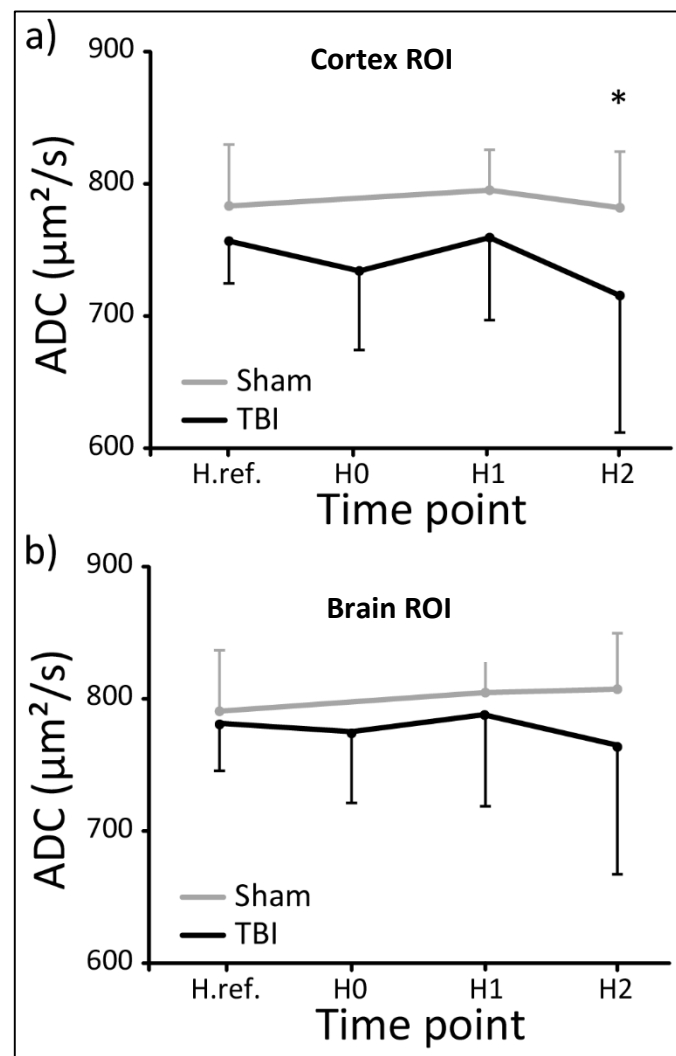 a)
Cortex ROI
*
ADC (µm²/s)
900
800
700
600
Sham
TBI
H.ref. H0 H1 H2
Time point
b)
Brain ROI
ADC (µm²/s)
900
800
700
600
Sham
TBI
H.ref. H0 H1 H2
Time point